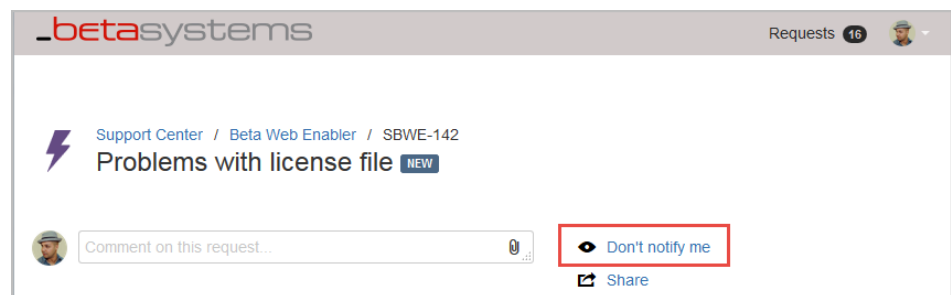 _betasystems
Requests 16
Support Center / Beta Web Enabler / SBWE-142
Problems with license file NEW
Comment on this request...
Don't notify me
Share